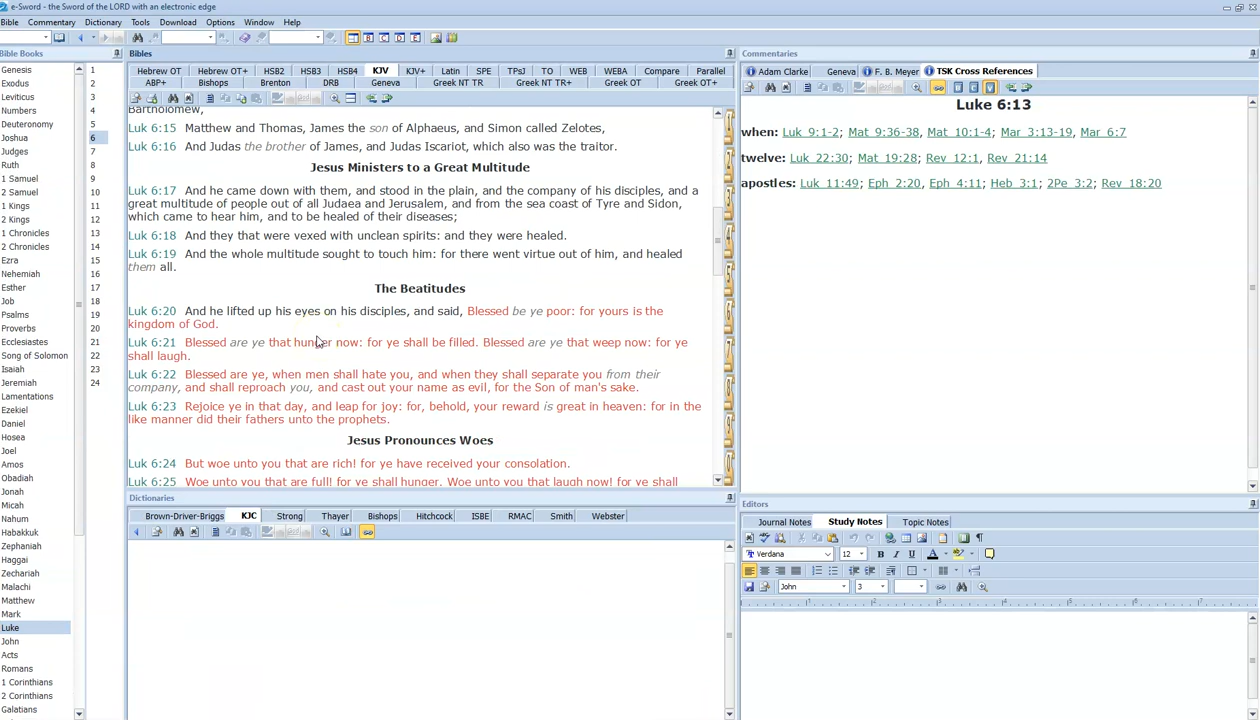 e-Sword - the Sword of the LORD with an electronic edge
Bible Commentary Dictionary Tools Download Options Window Help
B C D E
Bible Books
Genesis
Exodus
Leviticus
Numbers
Deuteronomy
Joshua
Judges
Ruth
1 Samuel
2 Samuel
1 Kings
2 Kings
1 Chronicles
2 Chronicles
Ezra
Nehemiah
Esther
Job
Psalms
Proverbs
Ecclesiastes
Song of Solomon
Isaiah
Jeremiah
Lamentations
Ezekiel
Daniel
Hosea
Joel
Amos
Obadiah
Jonah
Micah
Nahum
Habakkuk
Zephaniah
Haggai
Zechariah
Malachi
Matthew
Mark
Luke
John
Acts
Romans
1 Corinthians
2 Corinthians
Galatians
1
2
3
4
5
6
7
8
9
10
11
12
13
14
15
16
17
18
19
20
21
22
23
24
Bibles
Hebrew OT Hebrew OT+ HSB2 HSB3 HSB4 KJV KJV+ Latin SPE TPsJ TO WEB WEBA Compare Parallel
ABP+ Bishops Brenton DRB Geneva Greek NT TR Greek NT TR+ Greek OT Greek OT+
Bartholomew,
Luk 6:15 Matthew and Thomas, James the son of Alphaeus, and Simon called Zelotes,
Luk 6:16 And Judas the brother of James, and Judas Iscariot, which also was the traitor.
Jesus Ministers to a Great Multitude
Luk 6:17 And he came down with them, and stood in the plain, and the company of his disciples, and a
great multitude of people out of all Judaea and Jerusalem, and from the sea coast of Tyre and Sidon,
which came to hear him, and to be healed of their diseases;
Luk 6:18 And they that were vexed with unclean spirits: and they were healed.
Luk 6:19 And the whole multitude sought to touch him: for there went virtue out of him, and healed
them all.
The Beatitudes
Luk 6:20 And he lifted up his eyes on his disciples, and said, Blessed be ye poor: for yours is the
kingdom of God.
Luk 6:21 Blessed are ye that hunger now: for ye shall be filled. Blessed are ye that weep now: for ye
shall laugh.
Luk 6:22 Blessed are ye, when men shall hate you, and when they shall separate you from their
company, and shall reproach you, and cast out your name as evil, for the Son of man's sake.
Luk 6:23 Rejoice ye in that day, and leap for joy: for, behold, your reward is great in heaven: for in the
like manner did their fathers unto the prophets.
Jesus Pronounces Woes
Luk 6:24 But woe unto you that are rich! for ye have received your consolation.
Luk 6:25 Woe unto you that are full! for ye shall hunger. Woe unto you that laugh now! for ye shall
Dictionaries
Brown-Driver-Briggs KJC Strong Thayer Bishops Hitchcock ISBE RMAC Smith Webster
Commentaries
Adam Clarke Geneva F. B. Meyer TSK Cross References
Luke 6:13
when: Luk 9:1-2; Mat 9:36-38, Mat 10:1-4; Mar 3:13-19, Mar 6:7
twelve: Luk 22:30; Mat 19:28; Rev 12:1, Rev 21:14
apostles: Luk 11:49; Eph 2:20, Eph 4:11; Heb 3:1; 2Pe 3:2; Rev 18:20
Editors
Journal Notes Study Notes Topic Notes
Verdana 12 B I U A
John 3
1 2 3 4 5 6 7